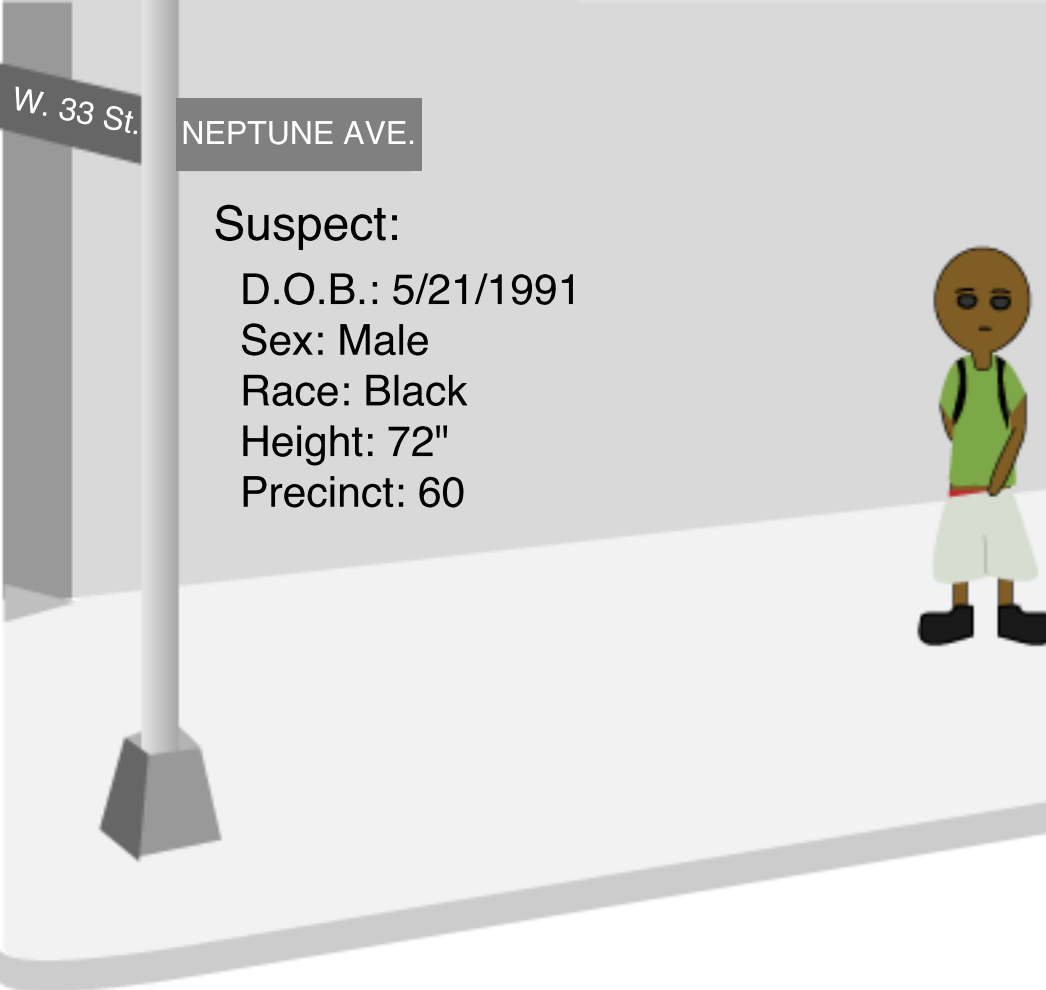 W. 33 St.
NEPTUNE AVE.
Suspect:
D.O.B.: 5/21/1991
Sex: Male
Race: Black
Height: 72"
Precinct: 60